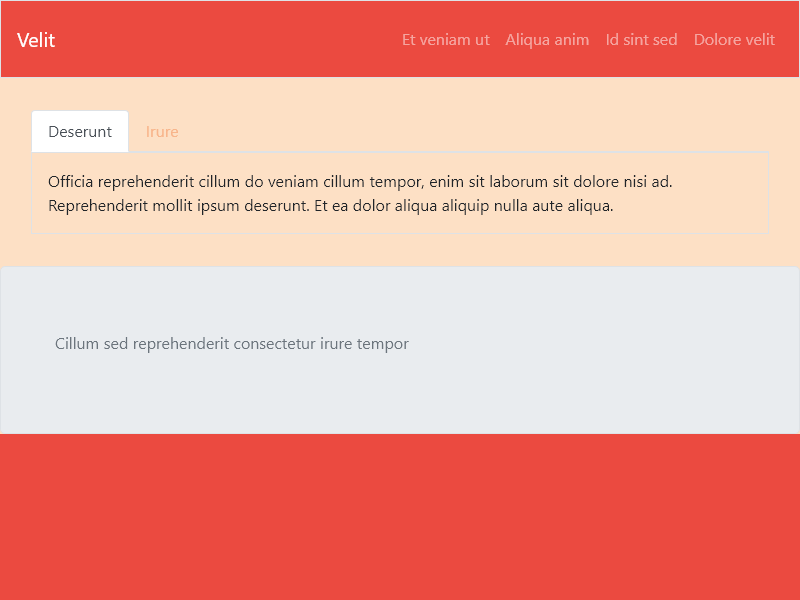 Velit
Et veniam ut
Aliqua anim
Id sint sed
Dolore velit
Deserunt
Irure
Officia reprehenderit cillum do veniam cillum tempor, enim sit laborum sit dolore nisi ad.
Reprehenderit mollit ipsum deserunt. Et ea dolor aliqua aliquip nulla aute aliqua.
Cillum sed reprehenderit consectetur irure tempor